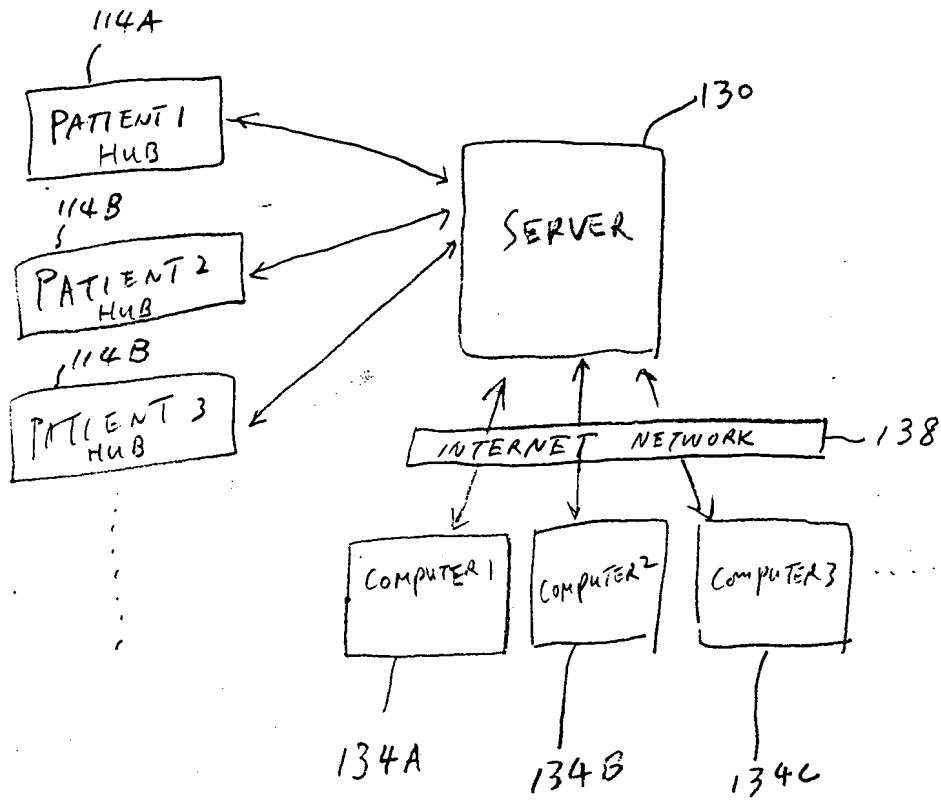 114A
PATIENT 1
HUB
130
SERVER
114B
PATIENT 2
HUB
114B
PATIENT 3
HUB
INTERNET NETWORK
138
COMPUTER 1
COMPUTER 2
COMPUTER 3
134A
134B
134C